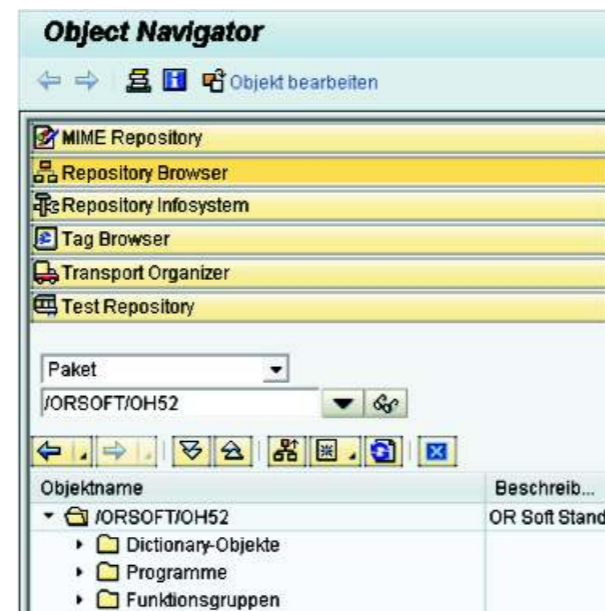 Object Navigator
Objekt bearbeiten
MIME Repository
Repository Browser
Repository Infosystem
Tag Browser
Transport Organizer
Test Repository
Paket
/ORSOFT/OH52
Objektname Beschreib...
/ORSOFT/OH52 OR Soft Stand
Dictionary-Objekte
Programme
Funktionsgruppen